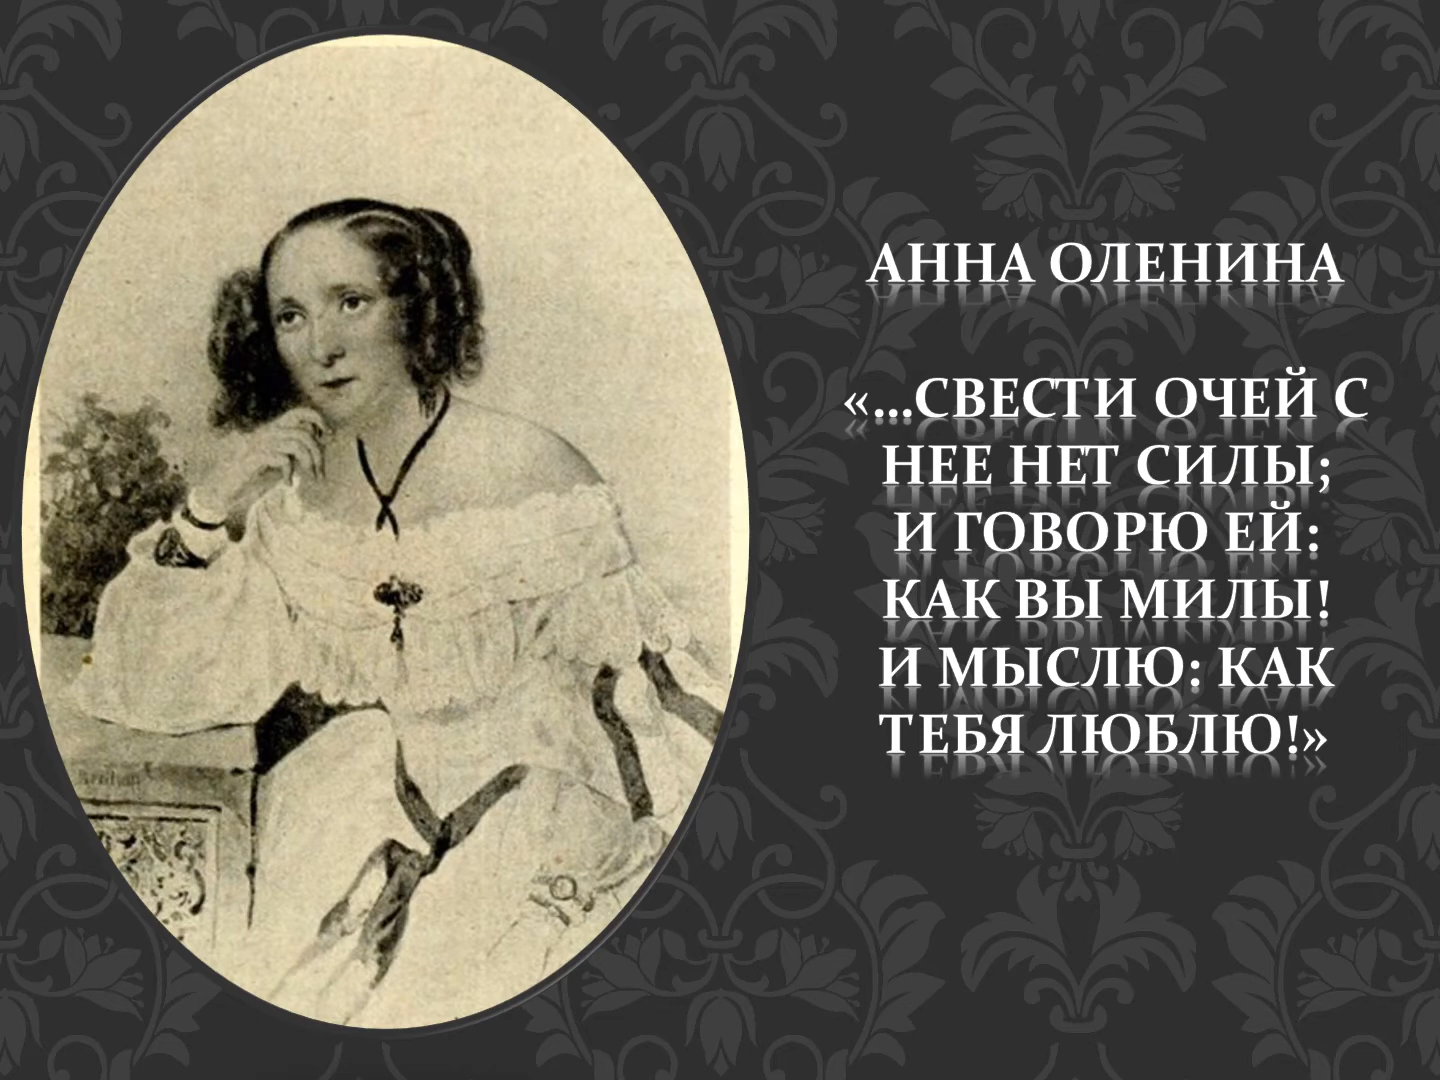 АННА ОЛЕНИНА
«...СВЕСТИ ОЧЕЙ С
НЕЕ НЕТ СИЛЫ;
И ГОВОРЮ ЕЙ:
КАК ВЫ МИЛЫ!
И МЫСЛЮ: КАК
ТЕБЯ ЛЮБЛЮ!»